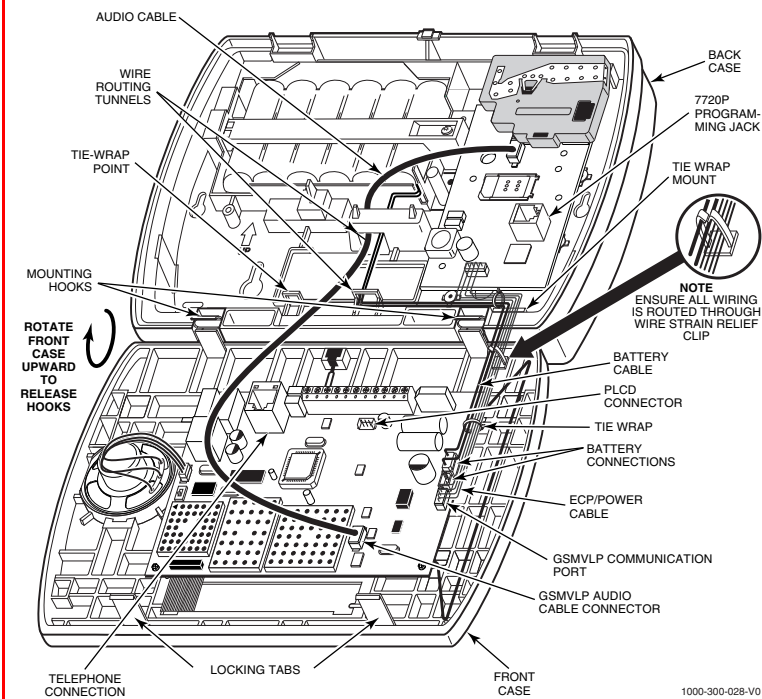 AUDIO CABLE
WIRE
ROUTING
TUNNELS
TIE-WRAP
POINT
MOUNTING
HOOKS
ROTATE
FRONT
CASE
UPWARD
TO
RELEASE
HOOKS
BACK
CASE
7720P
PROGRAM-
MING JACK
TIE WRAP
MOUNT
NOTE
ENSURE ALL WIRING
IS ROUTED THROUGH
WIRE STRAIN RELIEF
CLIP
BATTERY
CABLE
PLCD
CONNECTOR
TIE WRAP
BATTERY
CONNECTIONS
ECP/POWER
CABLE
GSMVLP COMMUNICATION
PORT
GSMVLP AUDIO
CABLE CONNECTOR
TELEPHONE
CONNECTION
LOCKING TABS
FRONT
CASE
1000-300-028-V0